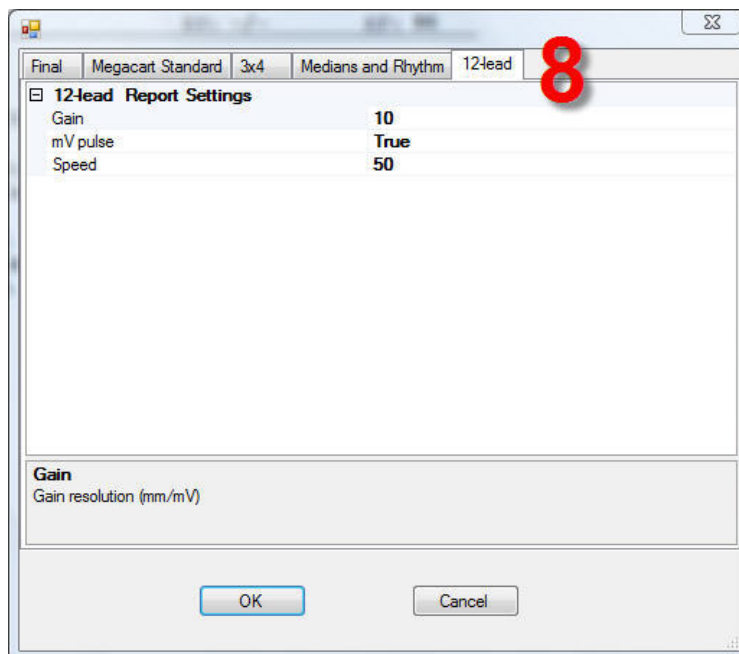 Final Megacart Standard 3x4 Medians and Rhythm 12-lead 8
12-lead Report Settings
Gain 10
mV pulse True
Speed 50
Gain
Gain resolution (mm/mV)
OK Cancel